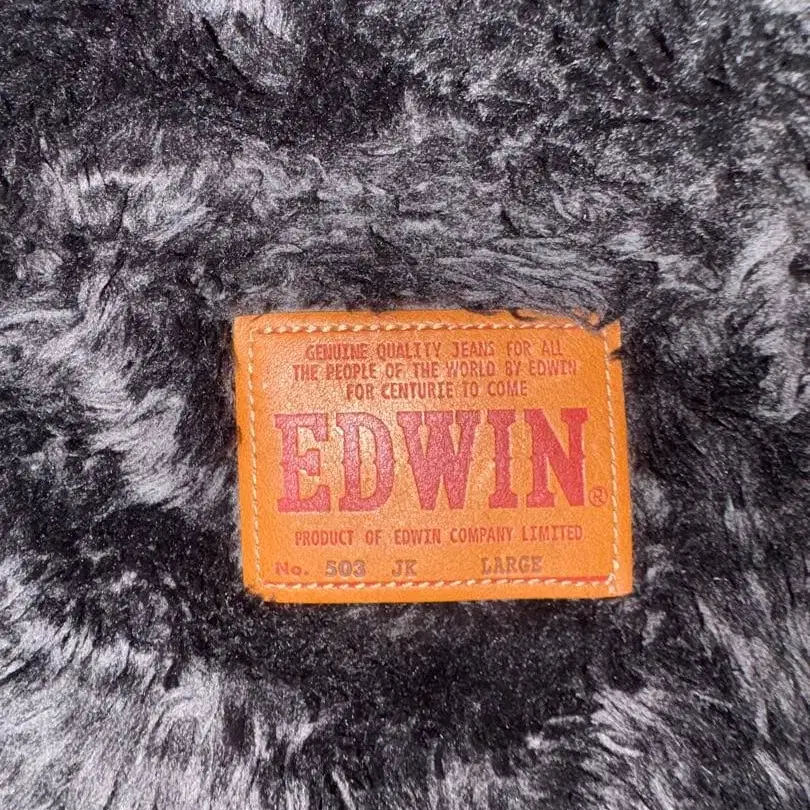 GENUINE QUALITY JEANS FOR ALL
THE PEOPLE OF THE WORLD BY EDWIN
FOR CENTURIE TO COME
EDWIN®
PRODUCT OF EDWIN COMPANY LIMITED
No. 503 JK LARGE